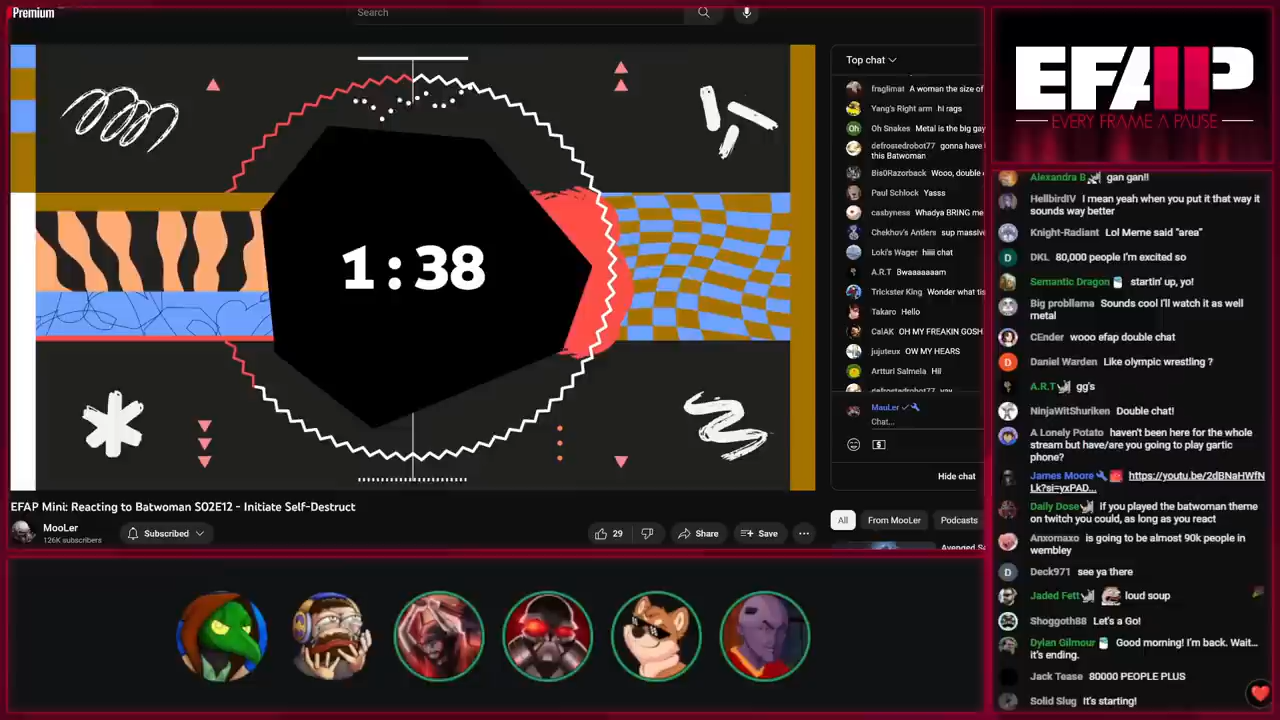 Premium
Search
1:38
EFAP Mini: Reacting to Batwoman S02E12 - Initiate Self-Destruct
MooLer
126K subscribers
Subscribed
29
Share
Save
Top chat
fraglimat A woman the size of
Yang's Right arm hi rags
Oh
Oh Snakes Metal is the big gay
defrostedrobot77 gonna have
this Batwoman
Bis0Razorback Wooo, double
Paul Schlock Yasss
casbyness Whadya BRING me
Chekhov's Antlers sup massiv
Loki's Wager hiiii chat
A.R.T Bwaaaaaam
Trickster King Wonder what
Takaro Hello
CalAK OH MY FREAKIN GOSH
jujuteux OW MY HEARS
Artturi Salmela Hi!
MauLer
Chat...
Hide chat
All
From MooLer
Podcasts
EFAP
EVERY FRAME A PAUSE
Alexandra B gan gan!!
HellbirdIV I mean yeah when you put it that way it
sounds way better
Knight-Radiant Lol Meme said "area"
D
DKL 80,000 people I'm excited so
Semantic Dragon startin' up, yo!
Big probllama Sounds cool I'll watch it as well
metal
CEnder wooo efap double chat
D
Daniel Warden Like olympic wrestling ?
A.R.T gg's
NinjaWitShuriken Double chat!
A Lonely Potato haven't been here for the whole
stream but have/are you going to play gartic
phone?
James Moore https://youtu.be/2dBNaHWfN
Lk?si=yxPAD...
Daily Dose if you played the batwoman theme
on twitch you could, as long as you react
Anxomaxo is going to be almost 90k people in
wembley
D
Deck971 see ya there
Jaded Fett loud soup
Shoggoth88 Let's a Go!
Dylan Gilmour Good morning! I'm back. Wait...
it's ending.
Jack Tease 80000 PEOPLE PLUS
Solid Slug It's starting!